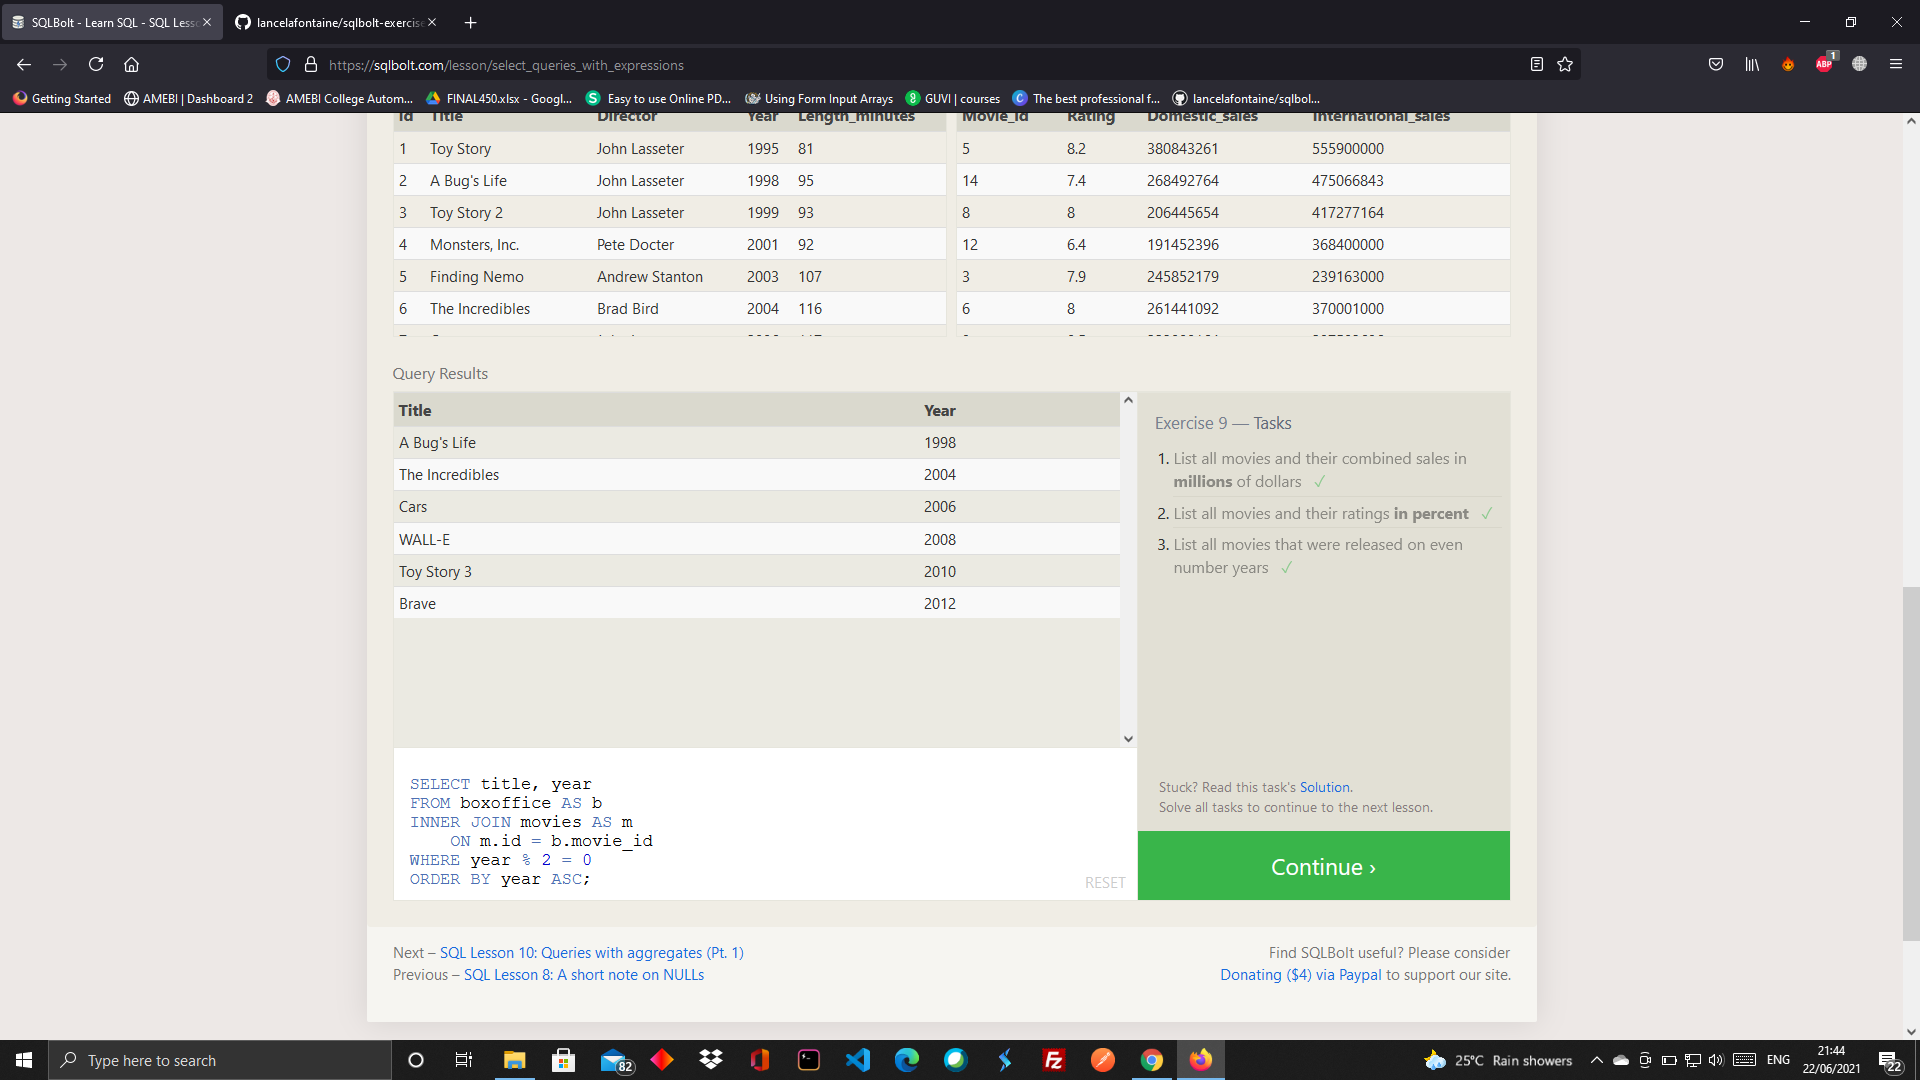 SQLBolt - Learn SQL - SQL Less
lancelafontaine/sqlbolt-exercise
https://sqlbolt.com/lesson/select_queries_with_expressions
ABP
1
Getting Started
AMEBI | Dashboard 2
AMEBI College Autom...
FINAL450.xlsx - Googl...
Easy to use Online PD...
Using Form Input Arrays
GUVI | courses
The best professional f...
lancelafontaine/sqlbol...
Id Title Director Year Length_minutes
1 Toy Story John Lasseter 1995 81
2 A Bug's Life John Lasseter 1998 95
3 Toy Story 2 John Lasseter 1999 93
4 Monsters, Inc. Pete Docter 2001 92
5 Finding Nemo Andrew Stanton 2003 107
6 The Incredibles Brad Bird 2004 116
Movie_id Rating Domestic_sales International_sales
5 8.2 380843261 555900000
14 7.4 268492764 475066843
8 8 206445654 417277164
12 6.4 191452396 368400000
3 7.9 245852179 239163000
6 8 261441092 370001000
Query Results
Title Year
A Bug's Life 1998
The Incredibles 2004
Cars 2006
WALL-E 2008
Toy Story 3 2010
Brave 2012
Exercise 9 — Tasks
1. List all movies and their combined sales in
millions of dollars ✓
2. List all movies and their ratings in percent ✓
3. List all movies that were released on even
number years ✓
Stuck? Read this task's Solution.
Solve all tasks to continue to the next lesson.
Continue ›
SELECT title, year
FROM boxoffice AS b
INNER JOIN movies AS m
ON m.id = b.movie_id
WHERE year % 2 = 0
ORDER BY year ASC;
RESET
Next – SQL Lesson 10: Queries with aggregates (Pt. 1)
Previous – SQL Lesson 8: A short note on NULLs
Find SQLBolt useful? Please consider
Donating ($4) via Paypal to support our site.
Type here to search
82
25°C Rain showers
ENG
21:44
22/06/2021
22